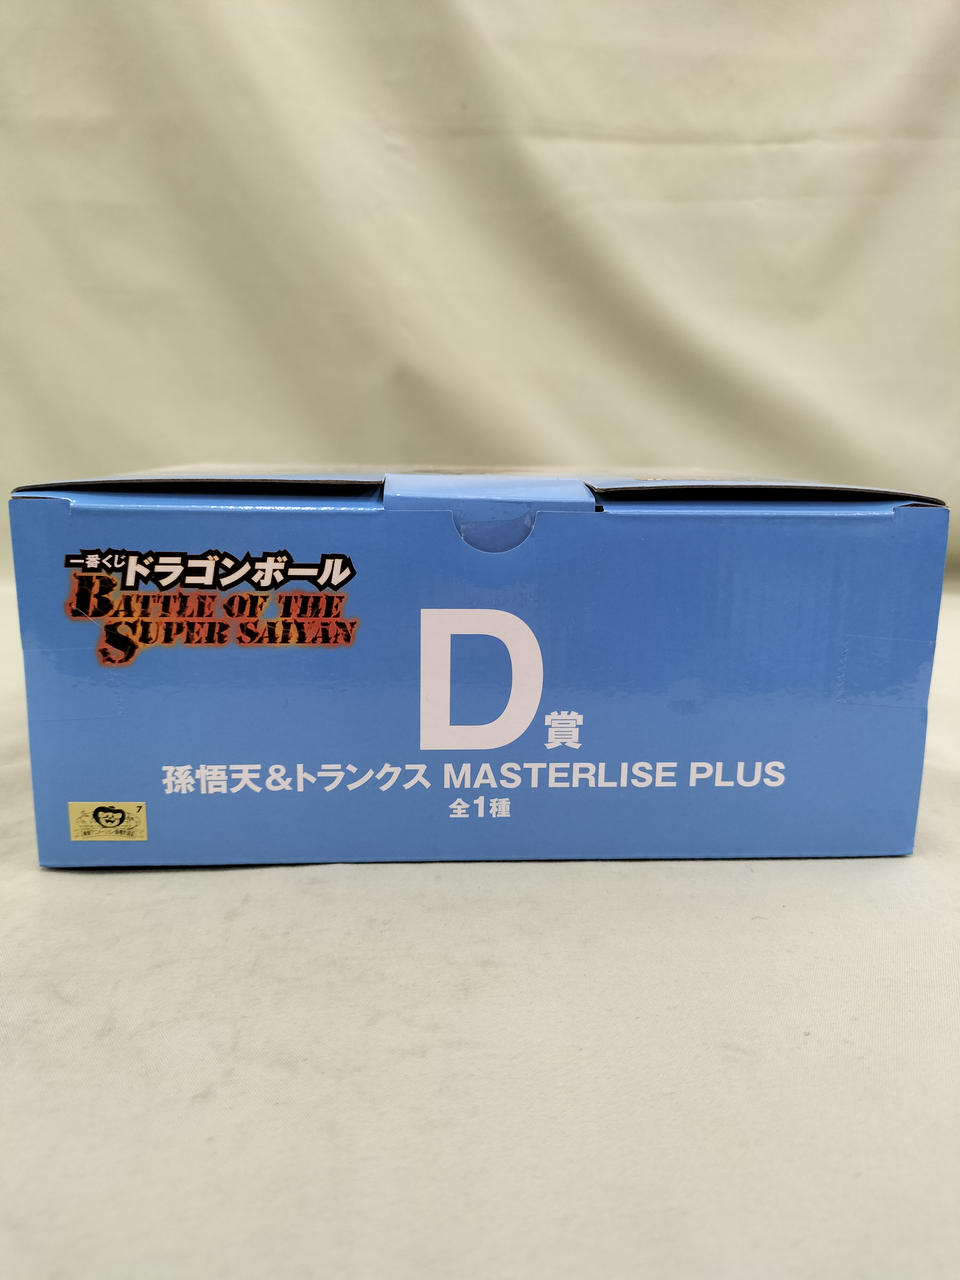 一番くじ ドラゴンボール
BATTLE OF THE
SUPER SAIYAN
D賞
孫悟天&トランクス MASTERLISE PLUS
全1種
7